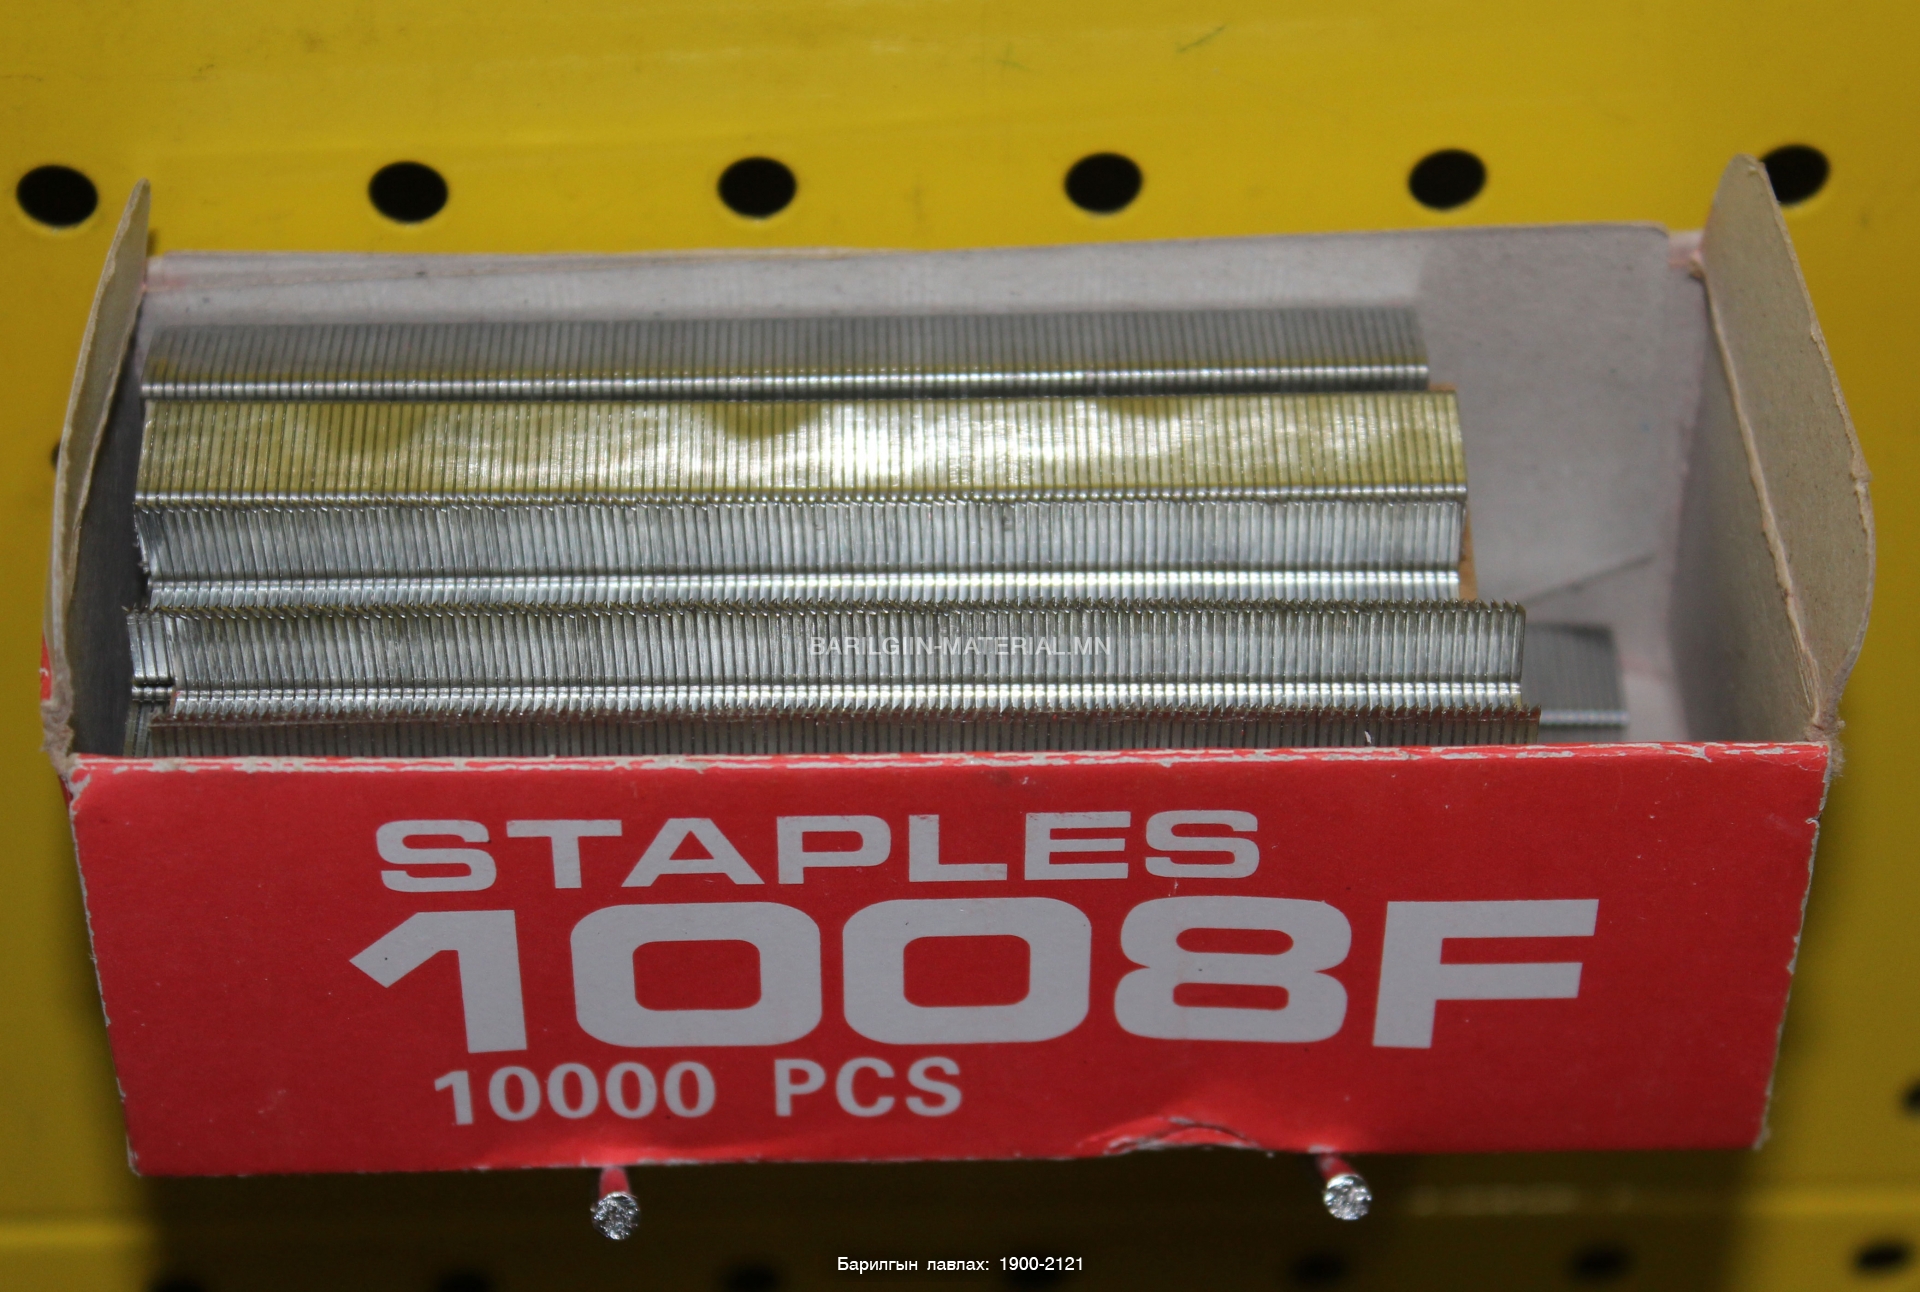 BARILGIIN-MATERIAL.MN
STAPLES
1008F
10000 PCS
Барилгын лавлах: 1900-2121